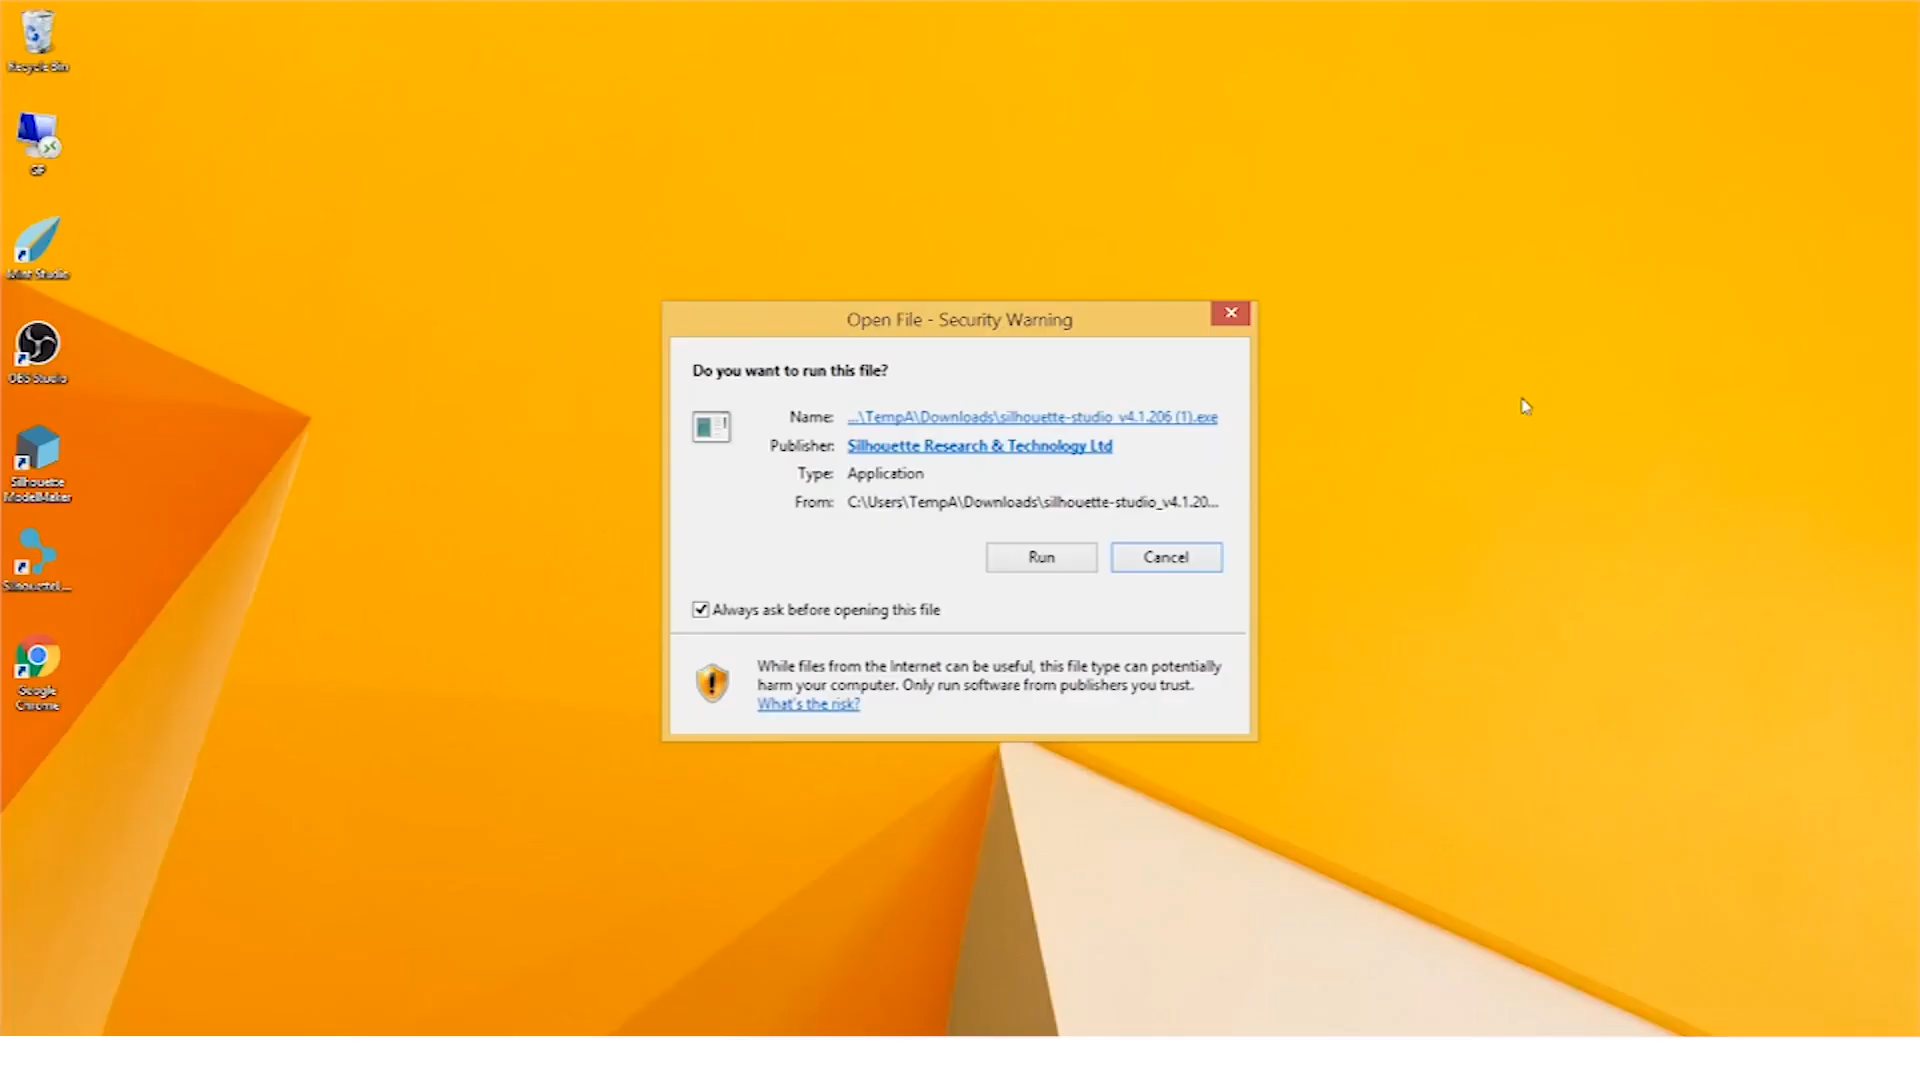 Recycle Bin
GF
Mint Studio
OBS Studio
Silhouette
ModelMaker
Google
Chrome
Open File - Security Warning
Do you want to run this file?
Name: ...\TempA\Downloads\silhouette-studio_v4.1.206 (1).exe
Publisher: Silhouette Research & Technology Ltd
Type: Application
From: C:\Users\TempA\Downloads\silhouette-studio_v4.1.20...
Run Cancel
Always ask before opening this file
While files from the Internet can be useful, this file type can potentially
harm your computer. Only run software from publishers you trust.
What's the risk?